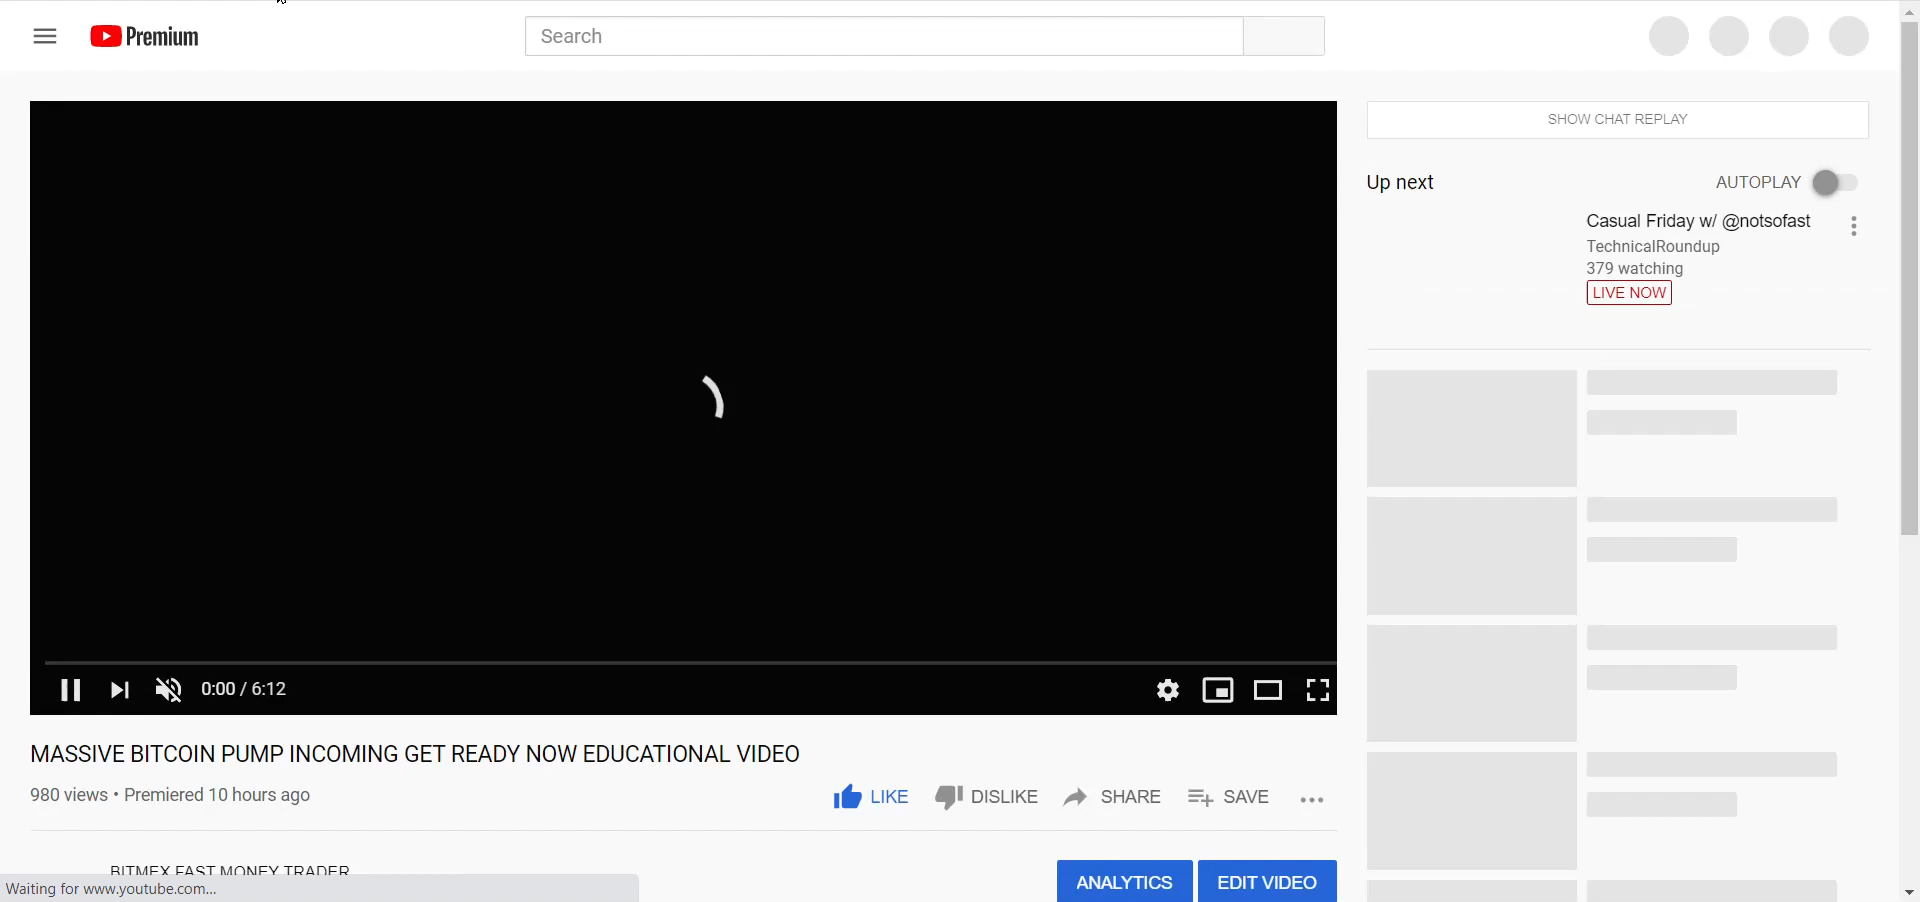 Premium
Search
SHOW CHAT REPLAY
Up next
AUTOPLAY
Casual Friday w/ @notsofast
TechnicalRoundup
379 watching
LIVE NOW
0:00 / 6:12
MASSIVE BITCOIN PUMP INCOMING GET READY NOW EDUCATIONAL VIDEO
980 views • Premiered 10 hours ago
LIKE
DISLIKE
SHARE
SAVE
BITMEX FAST MONEY TRADER
ANALYTICS
EDIT VIDEO
Waiting for www.youtube.com...